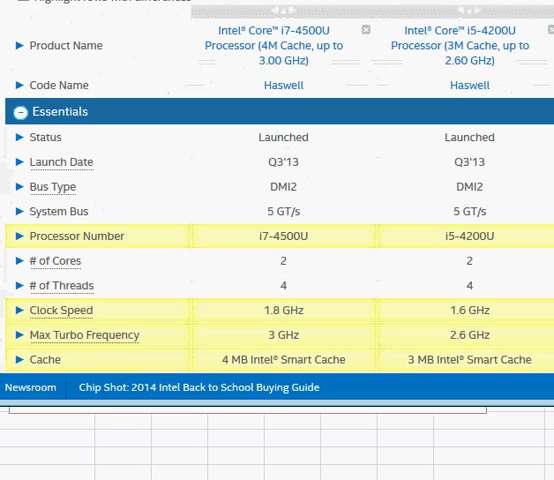 Intel® Core™ i7-4500U Intel® Core™ i5-4200U
Product Name Processor (4M Cache, up to Processor (3M Cache, up to
3.00 GHz) 2.60 GHz)
Code Name Haswell Haswell
Essentials
Status Launched Launched
Launch Date Q3'13 Q3'13
Bus Type DMI2 DMI2
System Bus 5 GT/s 5 GT/s
Processor Number i7-4500U i5-4200U
# of Cores 2 2
# of Threads 4 4
Clock Speed 1.8 GHz 1.6 GHz
Max Turbo Frequency 3 GHz 2.6 GHz
Cache 4 MB Intel® Smart Cache 3 MB Intel® Smart Cache
Newsroom Chip Shot: 2014 Intel Back to School Buying Guide